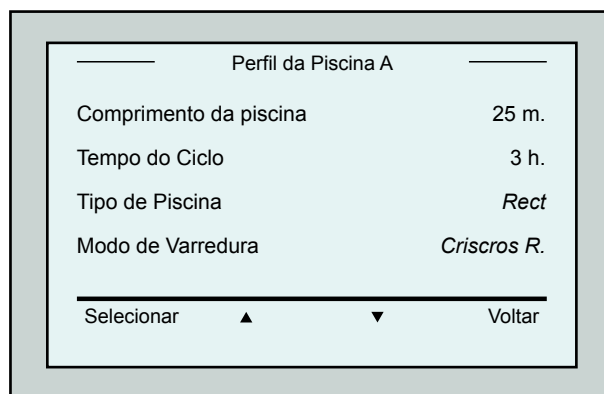 Perfil da Piscina A
Comprimento da piscina 25 m.
Tempo do Ciclo 3 h.
Tipo de Piscina Rect
Modo de Varredura Criscros R.
Selecionar ▲ ▼ Voltar